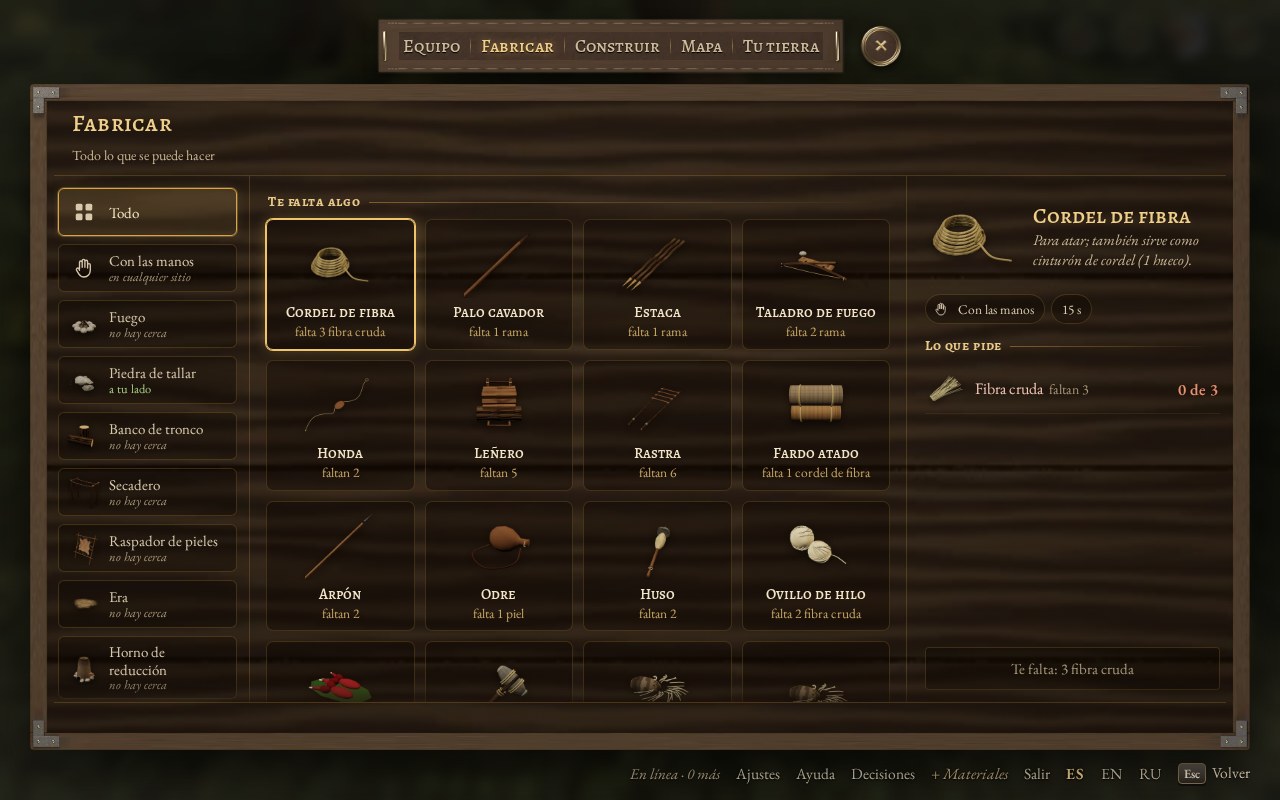 Equipo
Fabricar
Construir
Mapa
Tu tierra
×
Fabricar
Todo lo que se puede hacer
Todo
Con las manos
en cualquier sitio
Fuego
no hay cerca
Piedra de tallar
a tu lado
Banco de tronco
no hay cerca
Secadero
no hay cerca
Raspador de pieles
no hay cerca
Era
no hay cerca
Horno de
reducción
no hay cerca
Te falta algo
Cordel de fibra
falta 3 fibra cruda
Palo cavador
falta 1 rama
Estaca
falta 1 rama
Taladro de fuego
falta 2 rama
Honda
faltan 2
Leñero
faltan 5
Rastra
faltan 6
Fardo atado
falta 1 cordel de fibra
Arpón
faltan 2
Odre
falta 1 piel
Huso
faltan 2
Ovillo de hilo
falta 2 fibra cruda
Cordel de fibra
Para atar; también sirve como
cinturón de cordel (1 hueco).
Con las manos
15 s
Lo que pide
Fibra cruda faltan 3 0 de 3
Te falta: 3 fibra cruda
En línea · 0 más
Ajustes
Ayuda
Decisiones
+ Materiales
Salir
ES
EN
RU
Esc Volver